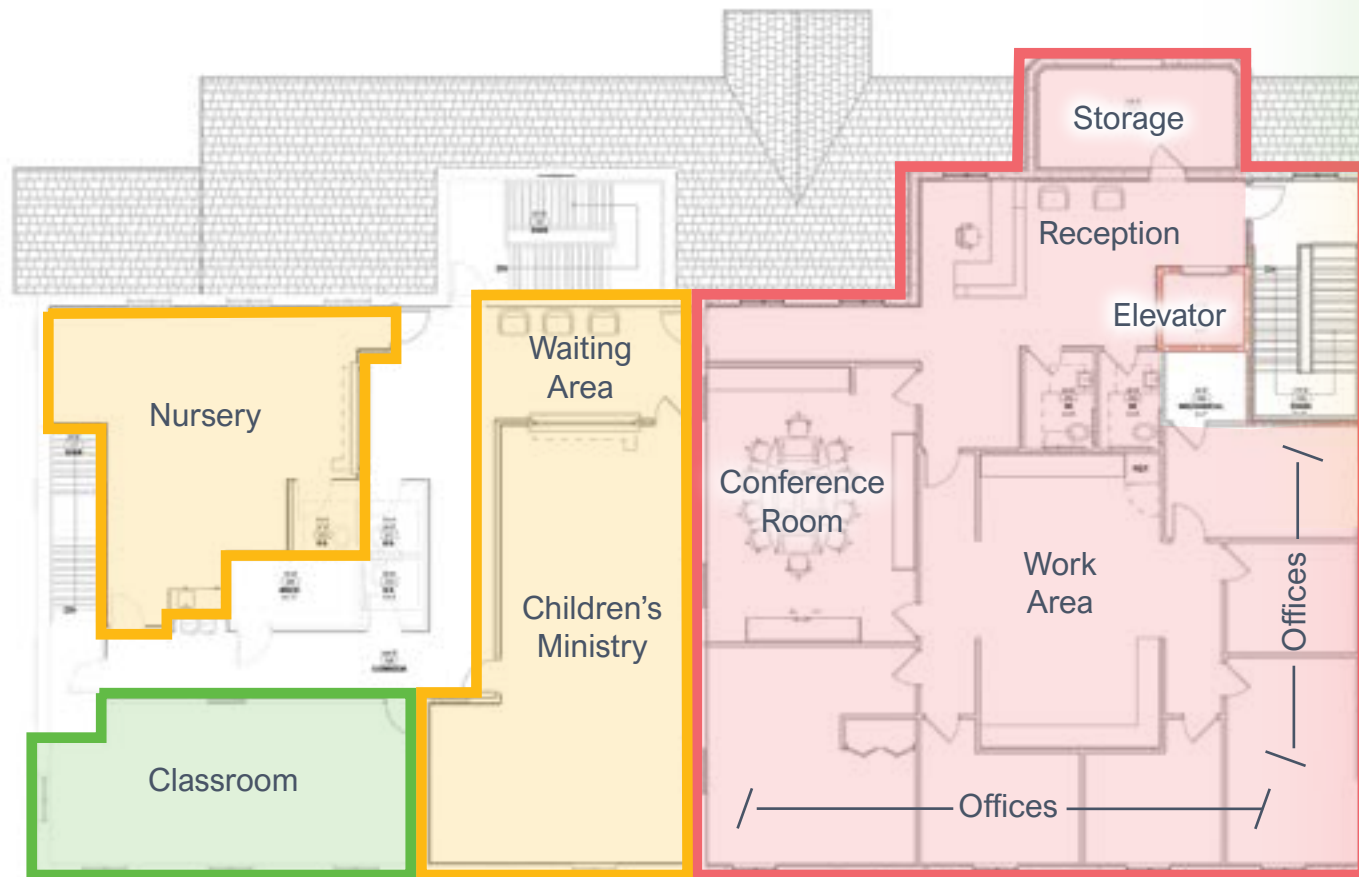 Storage
Reception
Elevator
Waiting
Area
Nursery
Conference
Room
Work
Area
Offices
Children's
Ministry
Classroom
Offices